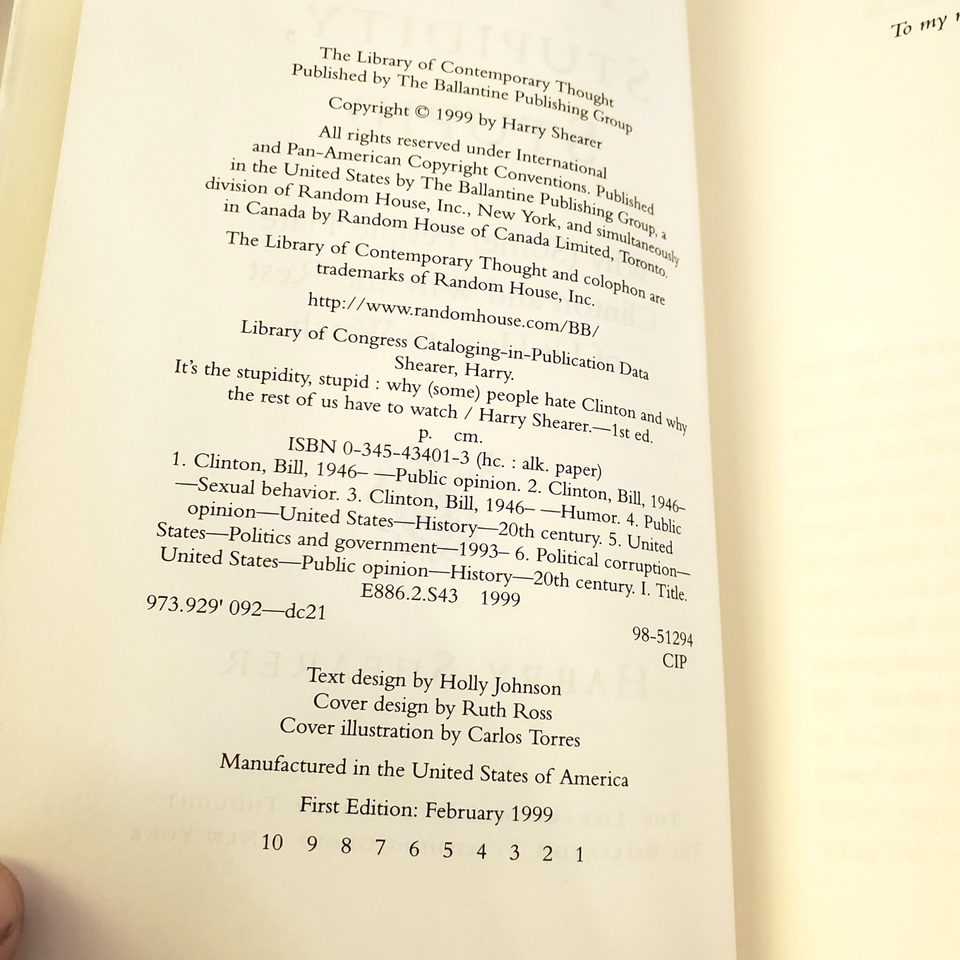 The Library of Contemporary Thought
Published by The Ballantine Publishing Group
Copyright © 1999 by Harry Shearer
All rights reserved under International
and Pan-American Copyright Conventions. Published
in the United States by The Ballantine Publishing Group, a
division of Random House, Inc., New York, and simultaneously
in Canada by Random House of Canada Limited, Toronto.
The Library of Contemporary Thought and colophon are
trademarks of Random House, Inc.
http://www.randomhouse.com/BB/
Library of Congress Cataloging-in-Publication Data
Shearer, Harry.
It's the stupidity, stupid : why (some) people hate Clinton and why
the rest of us have to watch / Harry Shearer.—1st ed.
p. cm.
ISBN 0-345-43401-3 (hc. : alk. paper)
1. Clinton, Bill, 1946– —Public opinion. 2. Clinton, Bill, 1946–
—Sexual behavior. 3. Clinton, Bill, 1946– —Humor. 4. Public
opinion—United States—History—20th century. 5. United
States—Politics and government—1993– 6. Political corruption—
United States—Public opinion—History—20th century. I. Title.
E886.2.S43 1999
973.929' 092—dc21
98-51294
CIP
Text design by Holly Johnson
Cover design by Ruth Ross
Cover illustration by Carlos Torres
Manufactured in the United States of America
First Edition: February 1999
10 9 8 7 6 5 4 3 2 1
To my